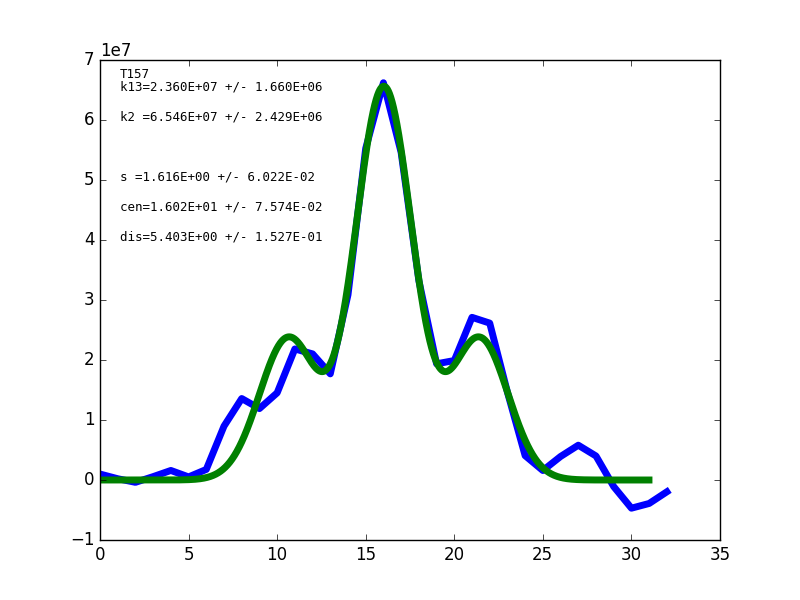 1e7
7
6
5
4
3
2
1
0
−1
T157
k13=2.360E+07 +/- 1.660E+06
k2 =6.546E+07 +/- 2.429E+06
s =1.616E+00 +/- 6.022E-02
cen=1.602E+01 +/- 7.574E-02
dis=5.403E+00 +/- 1.527E-01
0 5 10 15 20 25 30 35